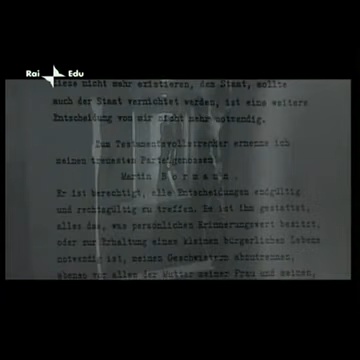 Rai Edu
diese nicht mehr existieren, dem Staat, sollte
auch der Staat vernichtet werden, ist eine weitere
Entscheidung von mir nicht mehr notwendig.
Zum Testamentsvollstrecker ernenne ich
meinen treuesten Parteigenossen
Martin Bormann.
Er ist berechtigt, alle Entscheidungen endgültig
und rechtsgültig zu treffen. Es ist ihm gestattet,
alles das, was persönlichen Erinnerungswert besitzt,
oder zur Erhaltung eines kleinen bürgerlichen Lebens
notwendig ist, meinen Geschwistern abzutrennen,
ebenso vor allem der Mutter meiner Frau und meinen,